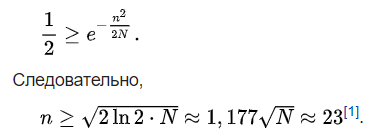 1/2 ≥ e^{-n²/2N}.
Следовательно,
n ≥ √(2 ln 2 · N) ≈ 1,177√N ≈ 23[1].